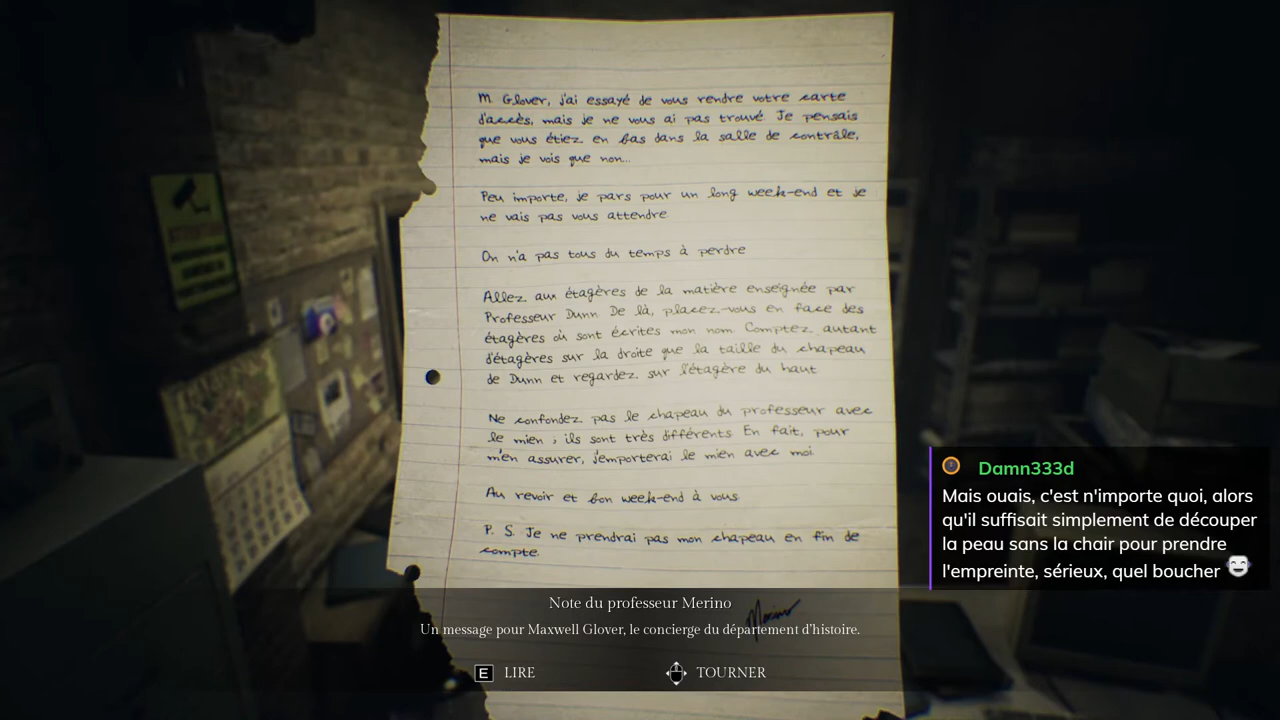 M. Glover, j'ai essayé de vous rendre votre carte
d'accès, mais je ne vous ai pas trouvé Je pensais
que vous étiez en bas dans la salle de contrôle,
mais je vois que non...
Peu importe, je pars pour un long week-end et je
ne vais pas vous attendre
On n'a pas tous du temps à perdre
Allez aux étagères de la matière enseignée par
Professeur Dunn De là, placez-vous en face des
étagères où sont écrites mon nom Comptez autant
d'étagères sur la droite que la taille du chapeau
de Dunn et regardez sur l'étagère du haut
Ne confondez pas le chapeau du professeur avec
le mien ; ils sont très différents En fait, pour
m'en assurer, j'emporterai le mien avec moi
Au revoir et bon week-end à vous
P. S. Je ne prendrai pas mon chapeau en fin de
compte.
Merino
Note du professeur Merino
Un message pour Maxwell Glover, le concierge du département d'histoire.
E LIRE
TOURNER
Damn333d
Mais ouais, c'est n'importe quoi, alors
qu'il suffisait simplement de découper
la peau sans la chair pour prendre
l'empreinte, sérieux, quel boucher